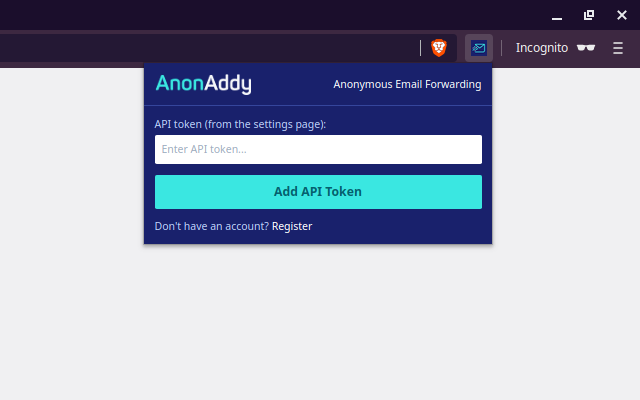 Incognito
AnonAddy
Anonymous Email Forwarding
API token (from the settings page):
Enter API token...
Add API Token
Don't have an account? Register